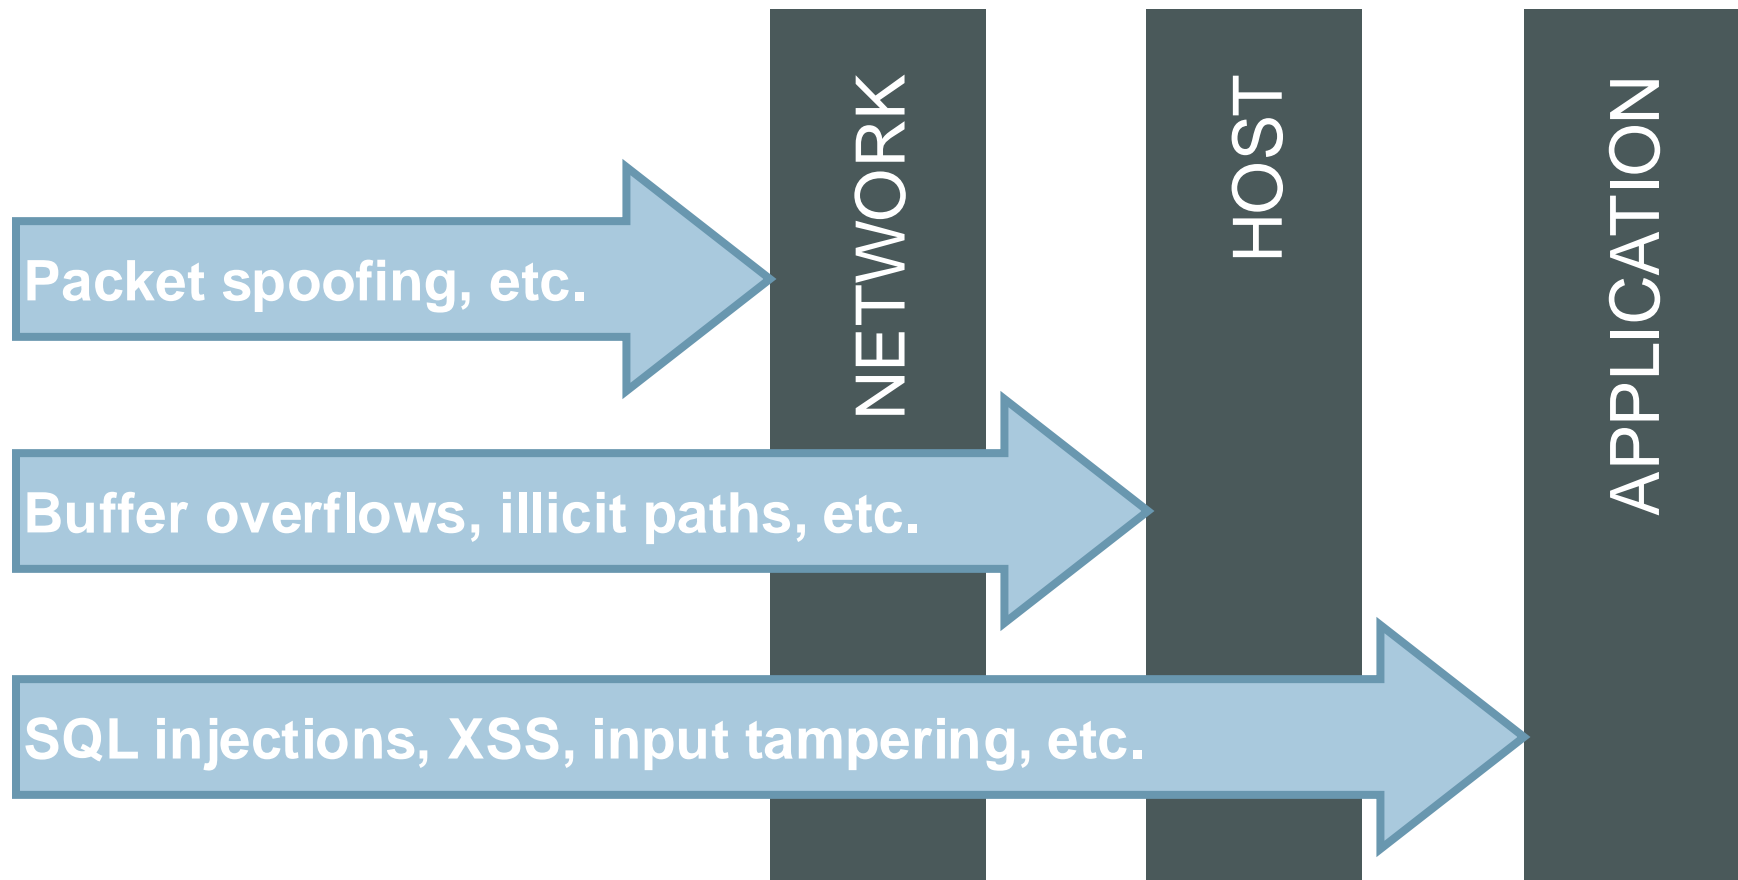 NETWORK
HOST
APPLICATION
Packet spoofing, etc.
Buffer overflows, illicit paths, etc.
SQL injections, XSS, input tampering, etc.